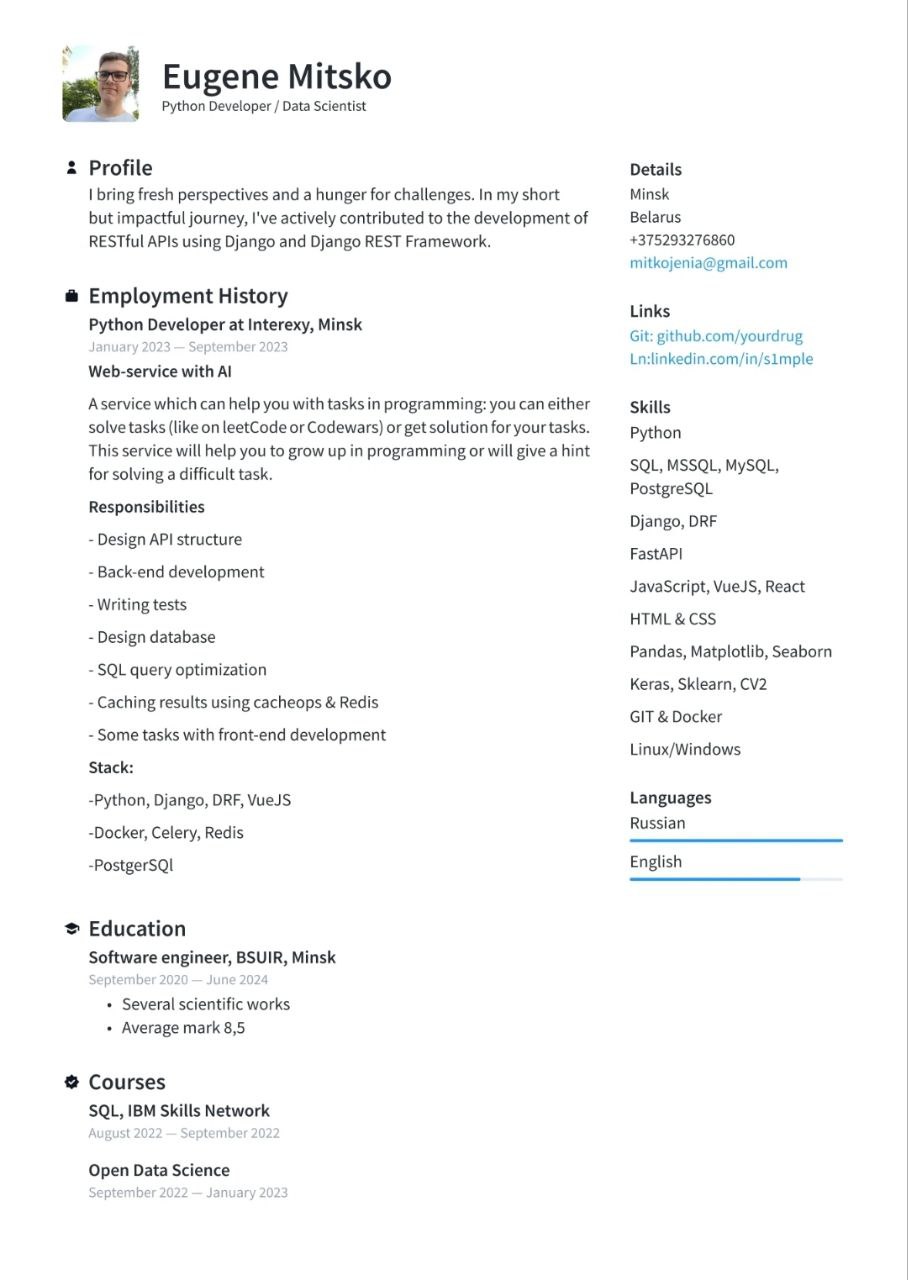 Eugene Mitsko
Python Developer / Data Scientist
Profile
I bring fresh perspectives and a hunger for challenges. In my short
but impactful journey, I've actively contributed to the development of
RESTful APIs using Django and Django REST Framework.
Employment History
Python Developer at Interexy, Minsk
January 2023 — September 2023
Web-service with AI
A service which can help you with tasks in programming: you can either
solve tasks (like on leetCode or Codewars) or get solution for your tasks.
This service will help you to grow up in programming or will give a hint
for solving a difficult task.
Responsibilities
- Design API structure
- Back-end development
- Writing tests
- Design database
- SQL query optimization
- Caching results using cacheops & Redis
- Some tasks with front-end development
Stack:
-Python, Django, DRF, VueJS
-Docker, Celery, Redis
-PostgerSQl
Education
Software engineer, BSUIR, Minsk
September 2020 — June 2024
• Several scientific works
• Average mark 8,5
Courses
SQL, IBM Skills Network
August 2022 — September 2022
Open Data Science
September 2022 — January 2023
Details
Minsk
Belarus
+375293276860
mitkojenia@gmail.com
Links
Git: github.com/yourdrug
Ln:linkedin.com/in/s1mple
Skills
Python
SQL, MSSQL, MySQL,
PostgreSQL
Django, DRF
FastAPI
JavaScript, VueJS, React
HTML & CSS
Pandas, Matplotlib, Seaborn
Keras, Sklearn, CV2
GIT & Docker
Linux/Windows
Languages
Russian
English